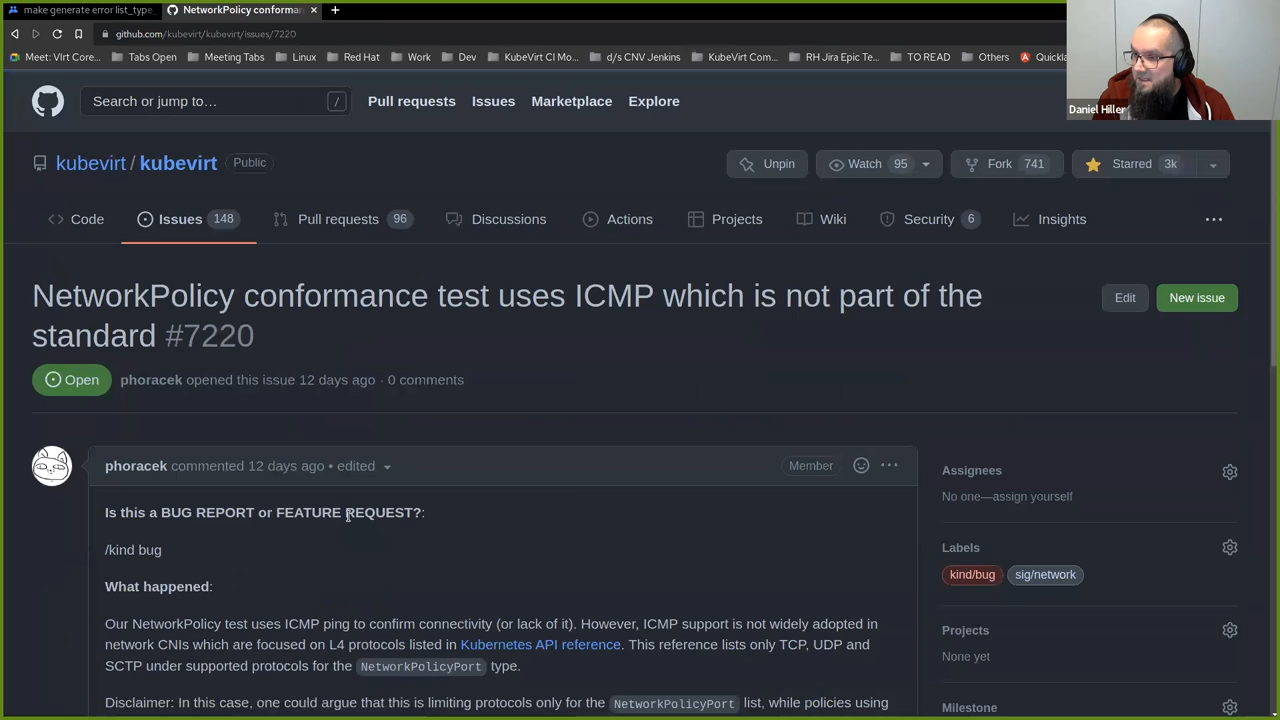 make generate error list_type
NetworkPolicy conforma
github.com/kubevirt/kubevirt/issues/7220
Meet: VIrt Core... Tabs Open Meeting Tabs Linux Red Hat Work Dev KubeVirt CI Mo... d/s CNV Jenkins KubeVirt Com... RH Jira Epic Te... TO READ Others Quickla
Daniel Hiller
Search or jump to… /
Pull requests Issues Marketplace Explore
kubevirt / kubevirt Public
Unpin Watch 95 Fork 741 Starred 3k
Code Issues 148 Pull requests 96 Discussions Actions Projects Wiki Security 6 Insights ...
NetworkPolicy conformance test uses ICMP which is not part of the
standard #7220
Edit New issue
Open phoracek opened this issue 12 days ago · 0 comments
phoracek commented 12 days ago • edited Member ...
Is this a BUG REPORT or FEATURE REQUEST?:
/kind bug
What happened:
Our NetworkPolicy test uses ICMP ping to confirm connectivity (or lack of it). However, ICMP support is not widely adopted in
network CNIs which are focused on L4 protocols listed in Kubernetes API reference. This reference lists only TCP, UDP and
SCTP under supported protocols for the NetworkPolicyPort type.
Disclaimer: In this case, one could argue that this is limiting protocols only for the NetworkPolicyPort list, while policies using
Assignees
No one—assign yourself
Labels
kind/bug sig/network
Projects
None yet
Milestone